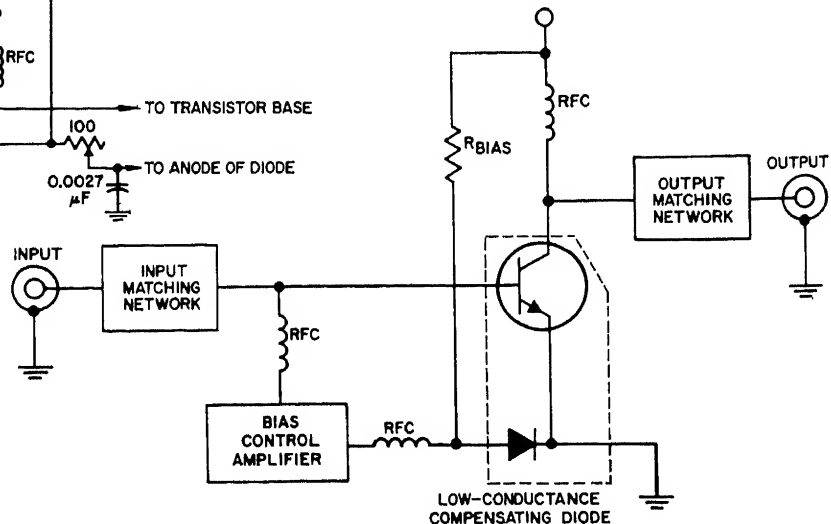 RFC
TO TRANSISTOR BASE
100
TO ANODE OF DIODE
0.0027
µF
RBIAS
RFC
OUTPUT
MATCHING
NETWORK
OUTPUT
INPUT
INPUT
MATCHING
NETWORK
RFC
BIAS
CONTROL
AMPLIFIER
RFC
LOW-CONDUCTANCE
COMPENSATING DIODE